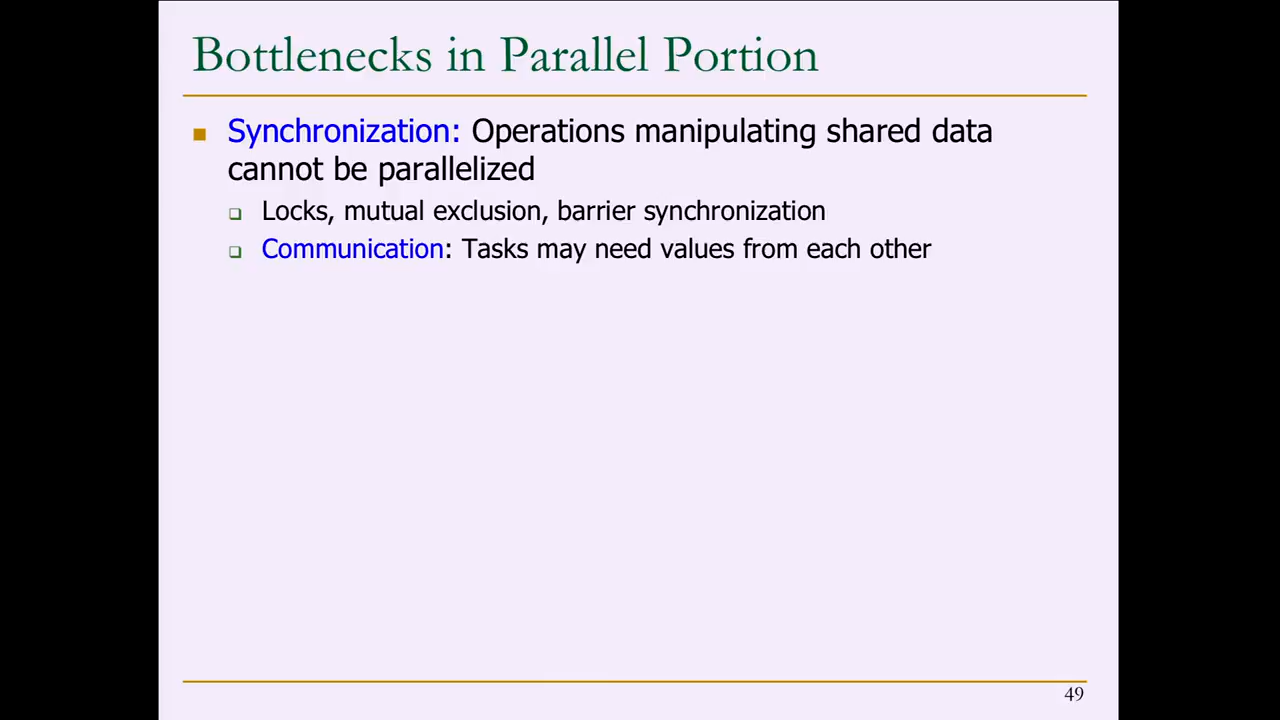 Bottlenecks in Parallel Portion
Synchronization: Operations manipulating shared data
cannot be parallelized
Locks, mutual exclusion, barrier synchronization
Communication: Tasks may need values from each other
49